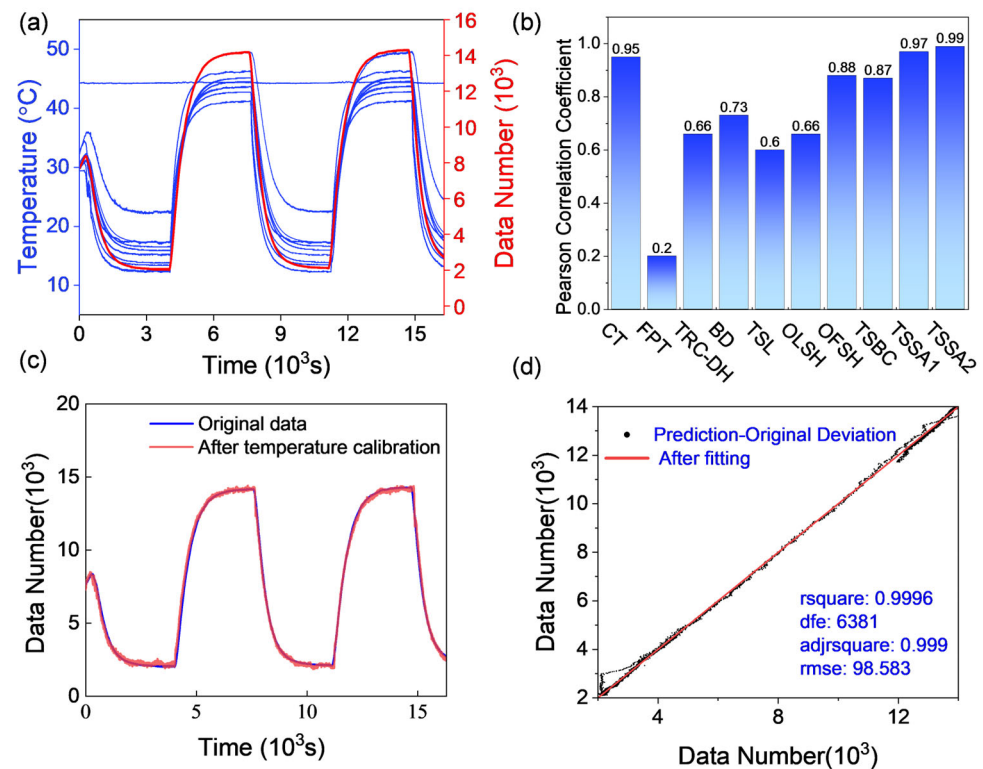 (a)
Temperature (°C)
50
40
30
20
10
0
3
6
9
12
15
Time (10³s)
16
14
12
10
8
6
4
2
0
Data Number (10³)
(b)
Pearson Correlation Coefficient
1.0
0.8
0.6
0.4
0.2
0.0
0.95
0.2
0.66
0.73
0.6
0.66
0.88
0.87
0.97
0.99
CT
FPT
TRC-DH
BD
TSL
OLSH
OFSH
TSBC
TSSA1
TSSA2
(c)
Data Number(10³)
20
15
10
5
0
Original data
After temperature calibration
0
5
10
15
Time (10³s)
(d)
Data Number(10³)
14
12
10
8
6
4
2
Prediction-Original Deviation
After fitting
rsquare: 0.9996
dfe: 6381
adjrsquare: 0.999
rmse: 98.583
4
8
12
Data Number(10³)